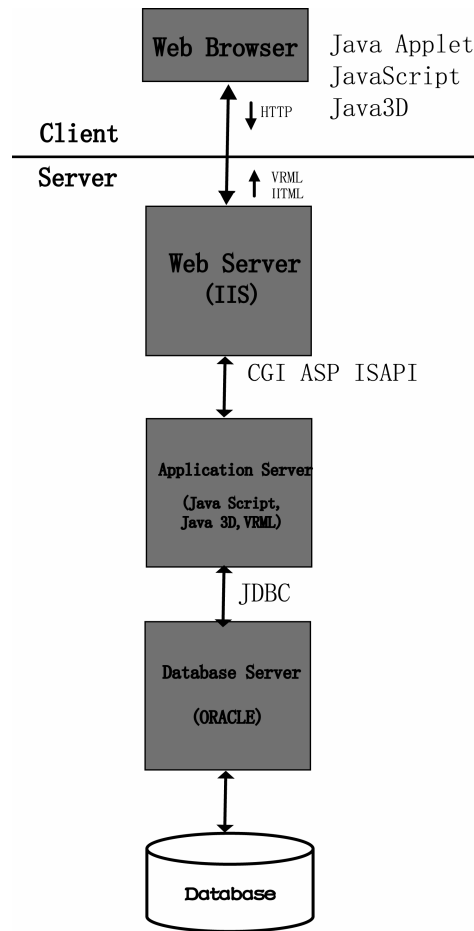 Web Browser
Java Applet
JavaScript
Java3D
HTTP
Client
Server
VRML
IITML
Web Server
(IIS)
CGI ASP ISAPI
Application Server
(Java Script,
Java 3D,VRML)
JDBC
Database Server
(ORACLE)
Database